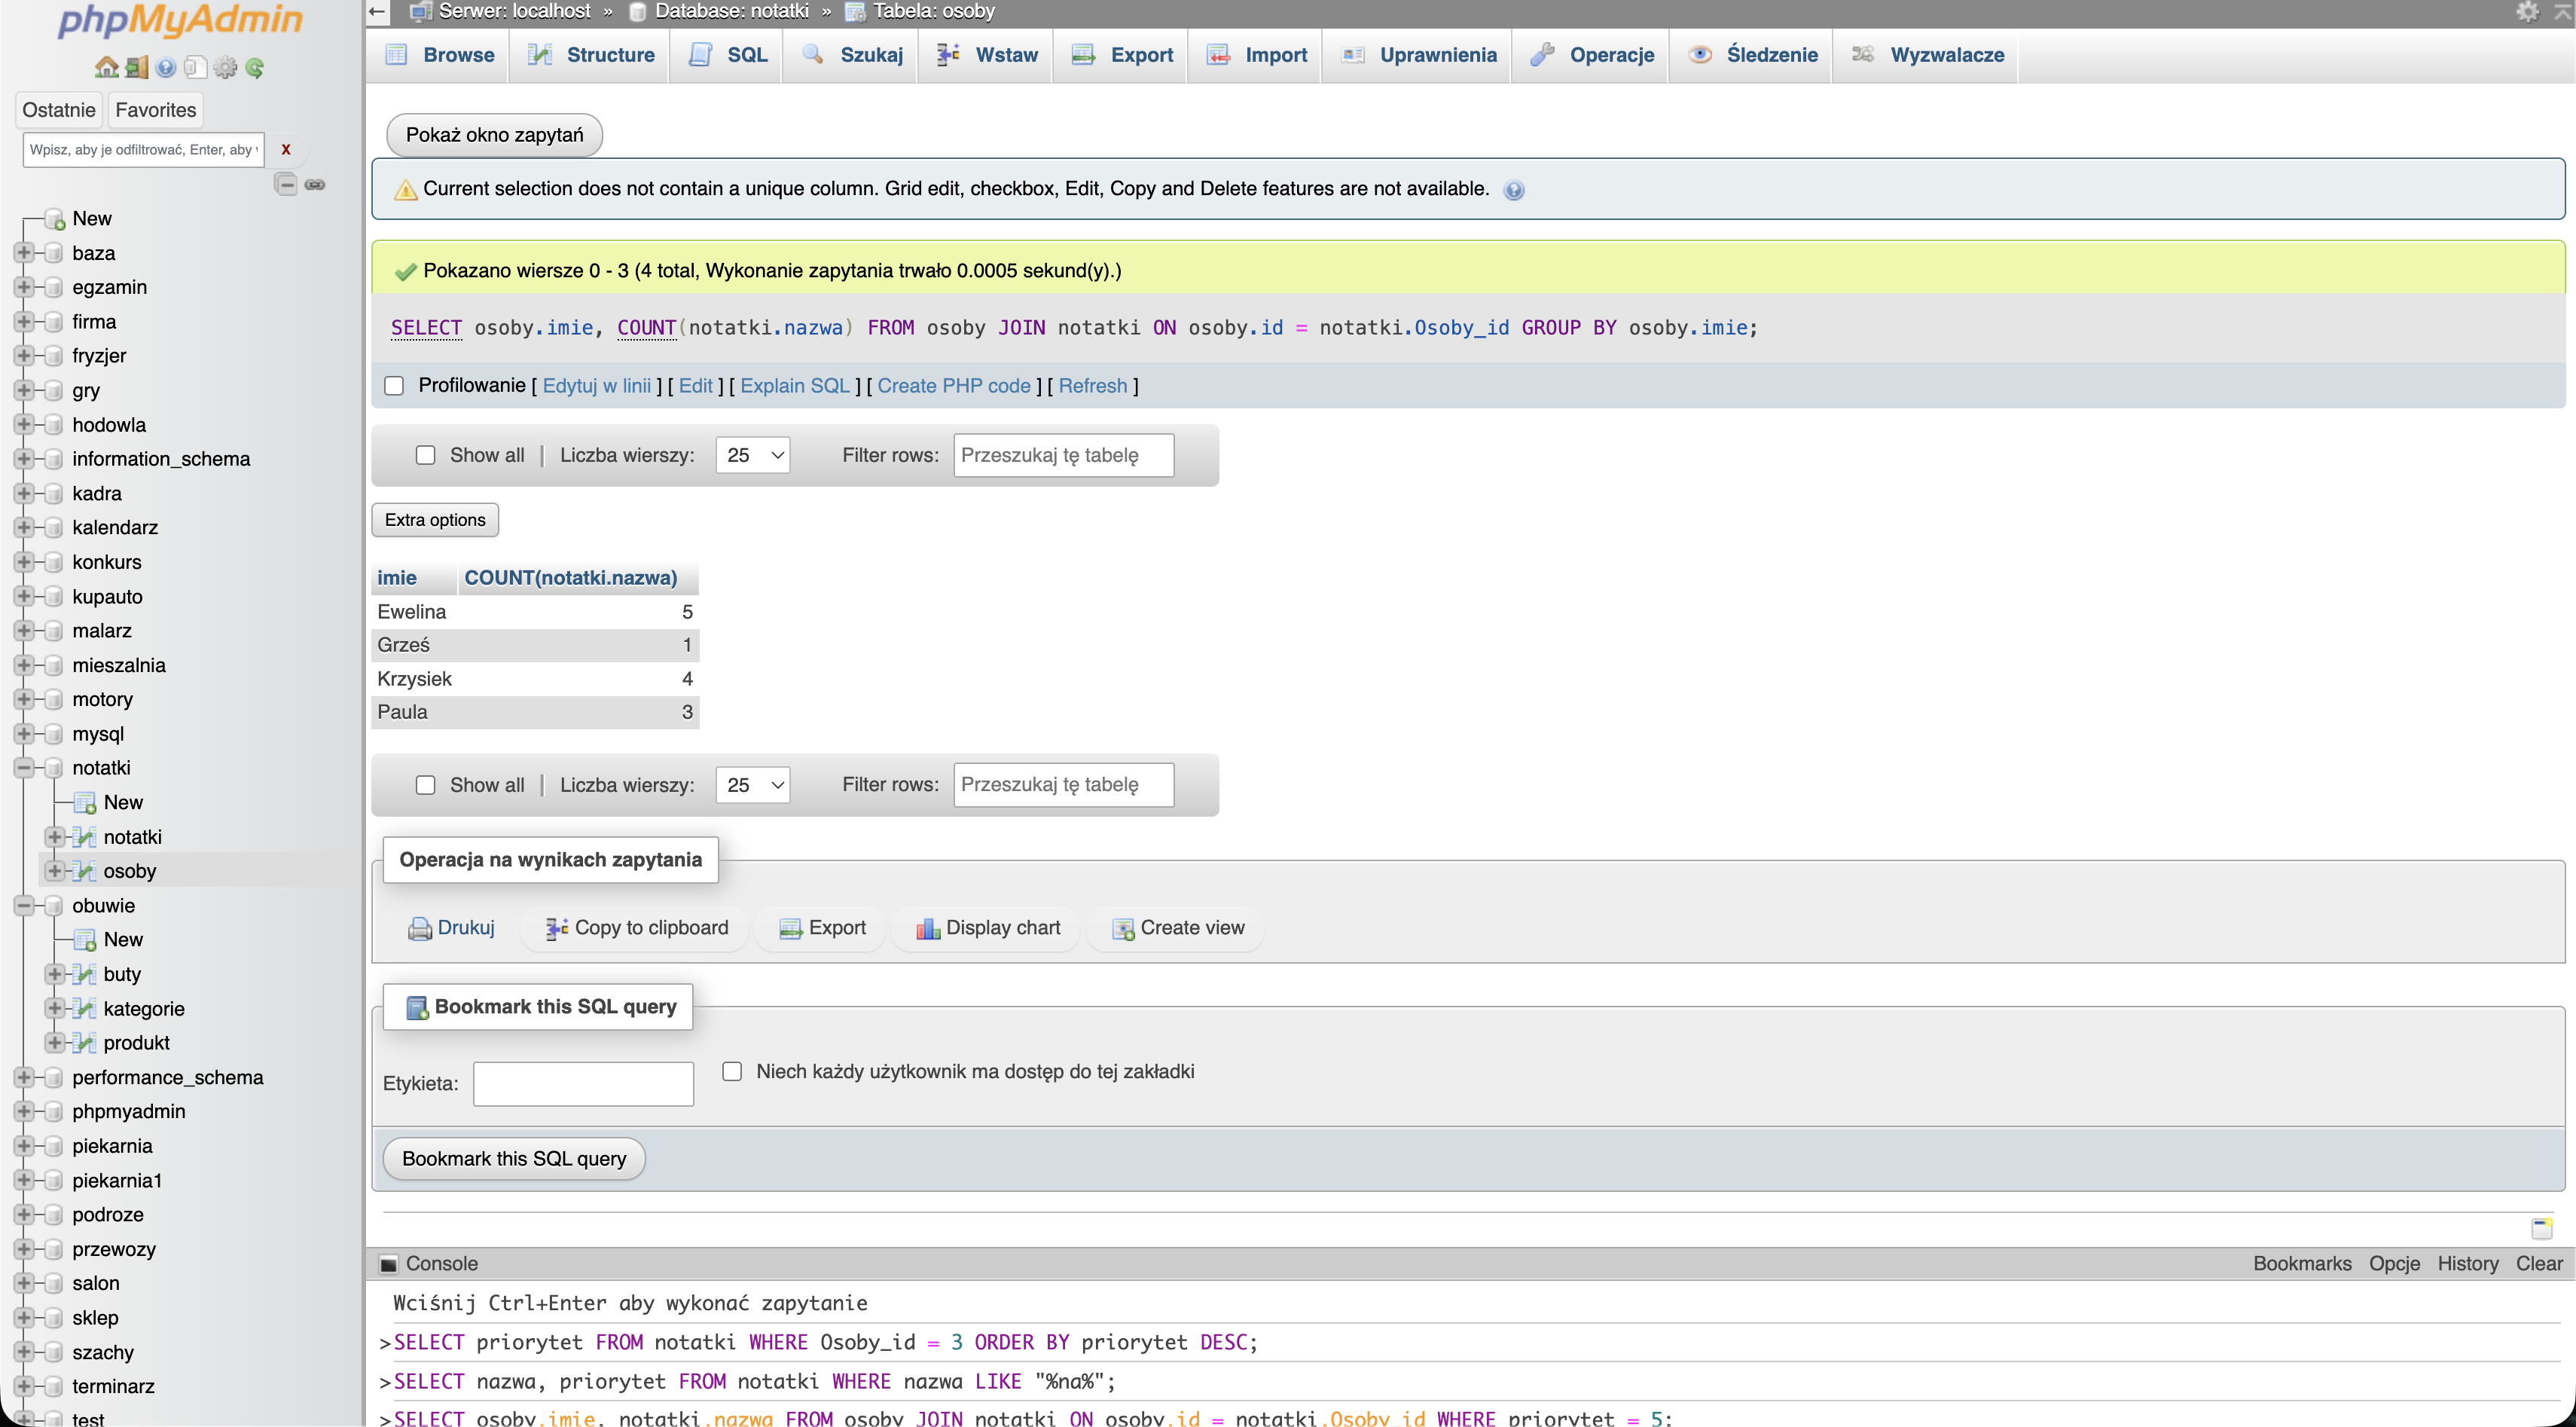 phpMyAdmin
Ostatnie Favorites
Wpisz, aby je odfiltrować, Enter, aby
X
New
baza
egzamin
firma
fryzjer
gry
hodowla
information_schema
kadra
kalendarz
konkurs
kupauto
malarz
mieszalnia
motory
mysql
notatki
New
notatki
osoby
obuwie
New
buty
kategorie
produkt
performance_schema
phpmyadmin
piekarnia
piekarnia1
podroze
przewozy
salon
sklep
szachy
terminarz
test
Serwer: localhost » Database: notatki » Tabela: osoby
Browse Structure SQL Szukaj Wstaw Export Import Uprawnienia Operacje Śledzenie Wyzwalacze
Pokaż okno zapytań
Current selection does not contain a unique column. Grid edit, checkbox, Edit, Copy and Delete features are not available.
Pokazano wiersze 0 - 3 (4 total, Wykonanie zapytania trwało 0.0005 sekund(y).)
SELECT osoby.imie, COUNT(notatki.nazwa) FROM osoby JOIN notatki ON osoby.id = notatki.Osoby_id GROUP BY osoby.imie;
Profilowanie [ Edytuj w linii ] [ Edit ] [ Explain SQL ] [ Create PHP code ] [ Refresh ]
Show all | Liczba wierszy: 25 Filter rows: Przeszukaj tę tabelę
Extra options
imie COUNT(notatki.nazwa)
Ewelina 5
Grześ 1
Krzysiek 4
Paula 3
Show all | Liczba wierszy: 25 Filter rows: Przeszukaj tę tabelę
Operacja na wynikach zapytania
Drukuj Copy to clipboard Export Display chart Create view
Bookmark this SQL query
Etykieta: Niech każdy użytkownik ma dostęp do tej zakładki
Bookmark this SQL query
Console Bookmarks Opcje History Clear
Wciśnij Ctrl+Enter aby wykonać zapytanie
>SELECT priorytet FROM notatki WHERE Osoby_id = 3 ORDER BY priorytet DESC;
>SELECT nazwa, priorytet FROM notatki WHERE nazwa LIKE "%na%";
>SELECT osoby.imie, notatki.nazwa FROM osoby JOIN notatki ON osoby.id = notatki.Osoby_id WHERE priorytet = 5;